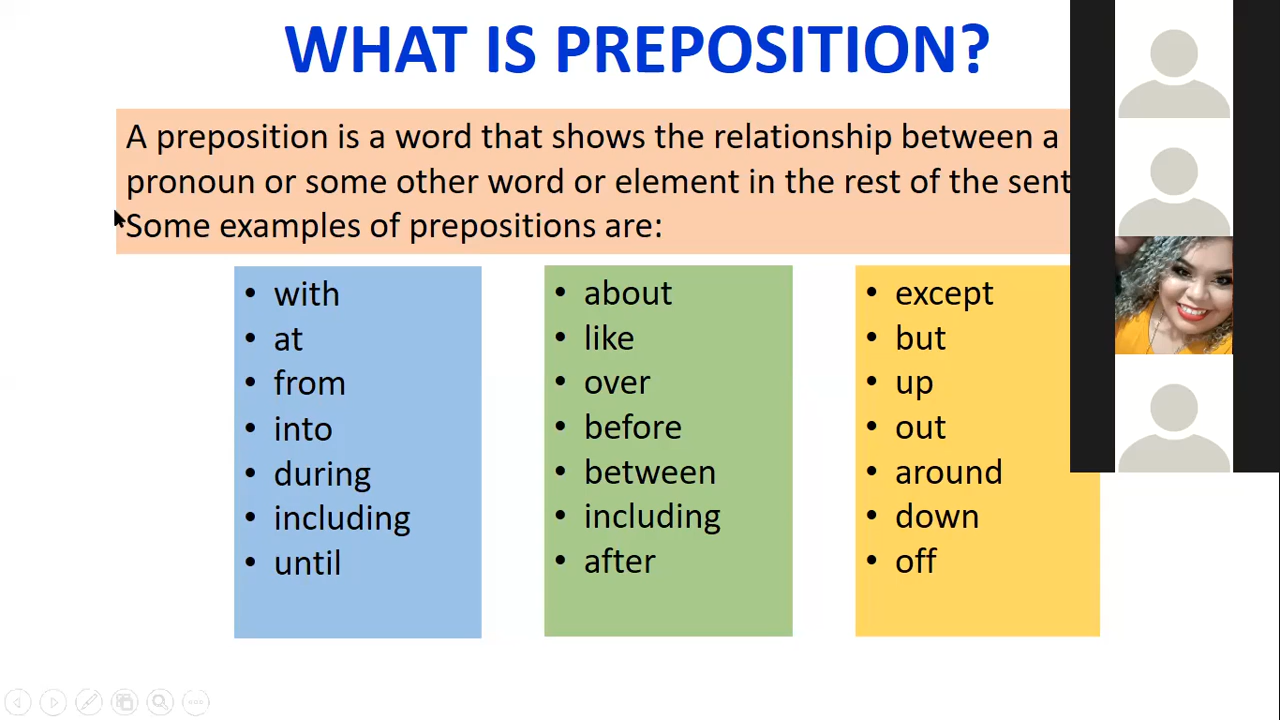 WHAT IS PREPOSITION?
A preposition is a word that shows the relationship between a
pronoun or some other word or element in the rest of the sent
Some examples of prepositions are:
• with
• at
• from
• into
• during
• including
• until
• about
• like
• over
• before
• between
• including
• after
• except
• but
• up
• out
• around
• down
• off